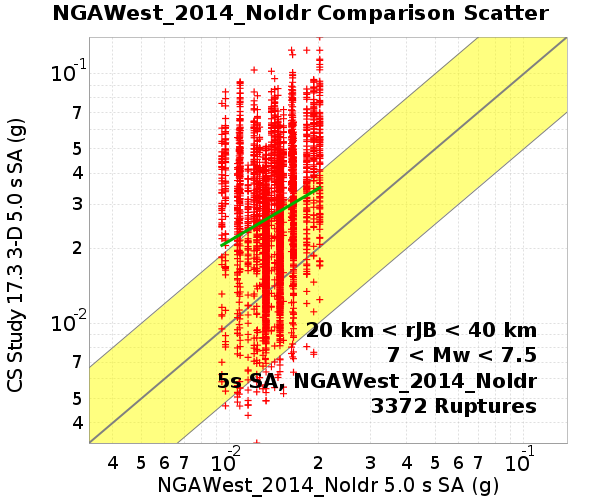 NGAWest_2014_NoIdr Comparison Scatter
CS Study 17.3 3-D 5.0 s SA (g)
10-1
7
5
4
3
2
10-2
7
5
4
20 km < rJB < 40 km
7 < Mw < 7.5
5s SA, NGAWest_2014_NoIdr
3372 Ruptures
4 5 6 7 10-2 2 3 4 5 6 7 10-1
NGAWest_2014_NoIdr 5.0 s SA (g)